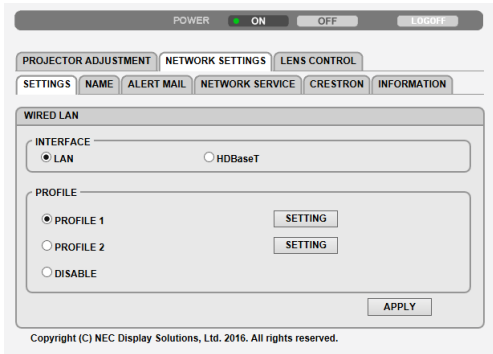 POWER ON OFF LOGOFF
PROJECTOR ADJUSTMENT NETWORK SETTINGS LENS CONTROL
SETTINGS NAME ALERT MAIL NETWORK SERVICE CRESTRON INFORMATION
WIRED LAN
INTERFACE
LAN HDBaseT
PROFILE
PROFILE 1 SETTING
PROFILE 2 SETTING
DISABLE
APPLY
Copyright (C) NEC Display Solutions, Ltd. 2016. All rights reserved.